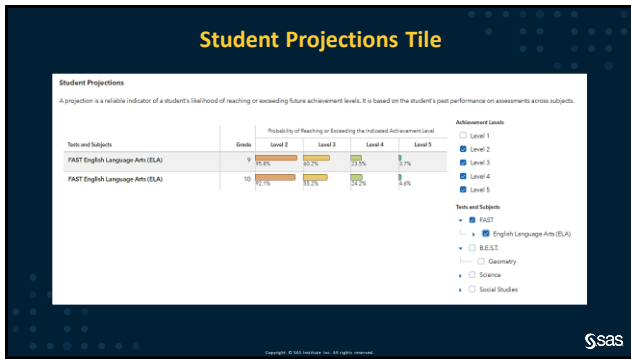 Student Projections Tile
Student Projections
A projection is a reliable indicator of a student's likelihood of reaching or exceeding future achievement levels. It is based on the student's past performance on assessments across subjects.
Probability of Reaching or Exceeding the Indicated Achievement Level
Tests and Subjects Grade Level 2 Level 3 Level 4 Level 5
FAST English Language Arts (ELA) 9 95.8% 60.2% 23.5% 3.7%
FAST English Language Arts (ELA) 10 92.1% 55.2% 24.2% 4.6%
Achievement Levels
Level 1
Level 2
Level 3
Level 4
Level 5
Tests and Subjects
FAST
English Language Arts (ELA)
B.E.S.T.
Geometry
Science
Social Studies
Copyright © SAS Institute Inc. All rights reserved.
sas